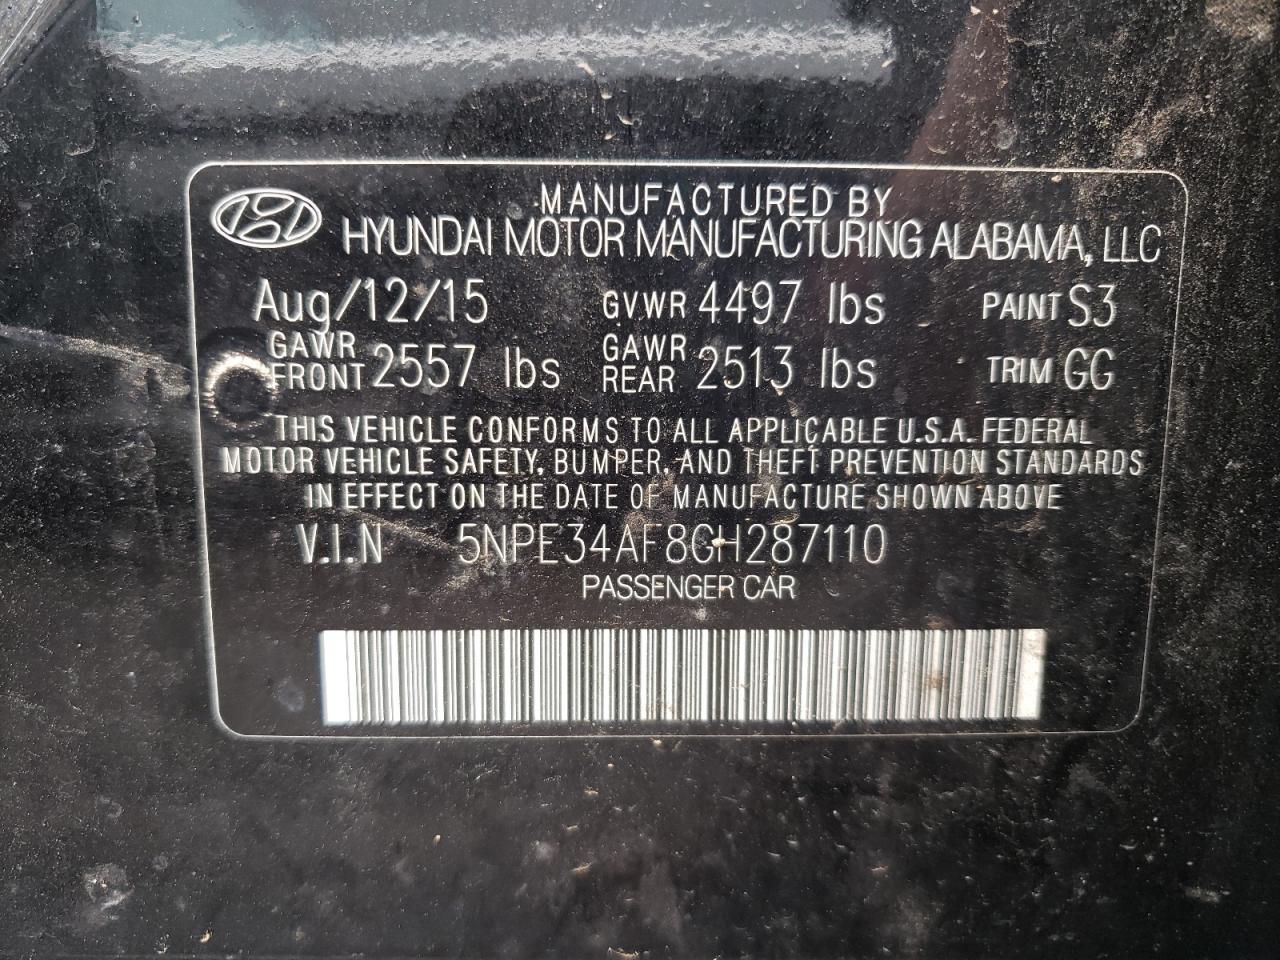 MANUFACTURED BY
HYUNDAI MOTOR MANUFACTURING ALABAMA, LLC
Aug/12/15 GVWR 4497 lbs PAINT S3
GAWR FRONT 2557 lbs GAWR REAR 2513 lbs TRIM GG
THIS VEHICLE CONFORMS TO ALL APPLICABLE U.S.A. FEDERAL
MOTOR VEHICLE SAFETY, BUMPER, AND THEFT PREVENTION STANDARDS
IN EFFECT ON THE DATE OF MANUFACTURE SHOWN ABOVE
V.I.N 5NPE34AF8GH287110
PASSENGER CAR